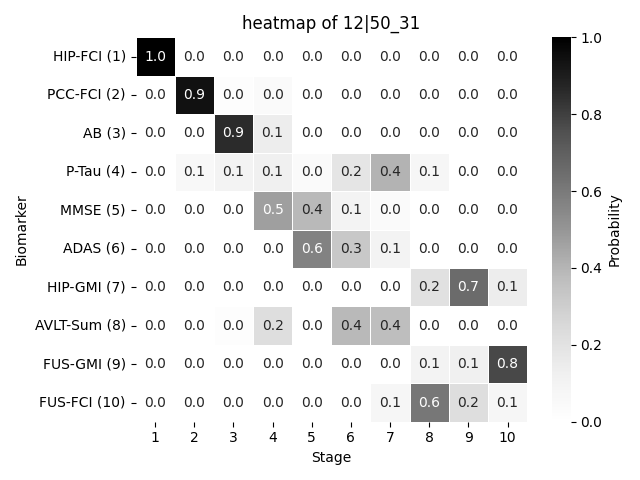 heatmap of 12|50_31
HIP-FCI (1) 1.0 0.0 0.0 0.0 0.0 0.0 0.0 0.0 0.0 0.0
PCC-FCI (2) 0.0 0.9 0.0 0.0 0.0 0.0 0.0 0.0 0.0 0.0
AB (3) 0.0 0.0 0.9 0.1 0.0 0.0 0.0 0.0 0.0 0.0
P-Tau (4) 0.0 0.1 0.1 0.1 0.0 0.2 0.4 0.1 0.0 0.0
MMSE (5) 0.0 0.0 0.0 0.5 0.4 0.1 0.0 0.0 0.0 0.0
ADAS (6) 0.0 0.0 0.0 0.0 0.6 0.3 0.1 0.0 0.0 0.0
HIP-GMI (7) 0.0 0.0 0.0 0.0 0.0 0.0 0.0 0.2 0.7 0.1
AVLT-Sum (8) 0.0 0.0 0.0 0.2 0.0 0.4 0.4 0.0 0.0 0.0
FUS-GMI (9) 0.0 0.0 0.0 0.0 0.0 0.0 0.0 0.1 0.1 0.8
FUS-FCI (10) 0.0 0.0 0.0 0.0 0.0 0.0 0.1 0.6 0.2 0.1
1 2 3 4 5 6 7 8 9 10
Stage
Biomarker
1.0
0.8
0.6
0.4
0.2
0.0
Probability